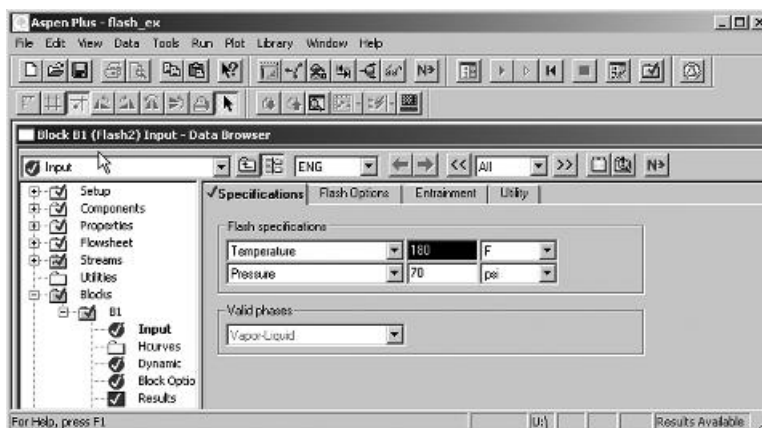 Aspen Plus - flash_ex
File Edit View Data Tools Run Plot Library Window Help
N>
Block B1 (Flash2) Input - Data Browser
Input ENG << All >> N>
Setup
Components
Properties
Flowsheet
Streams
Utilities
Blocks
B1
Input
Hcurves
Dynamic
Block Optio
Results
Specifications Flash Options Entrainment Utility
Flash specifications
Temperature 180 F
Pressure 70 psi
Valid phases
Vapor-Liquid
For Help, press F1 U:\ Results Available